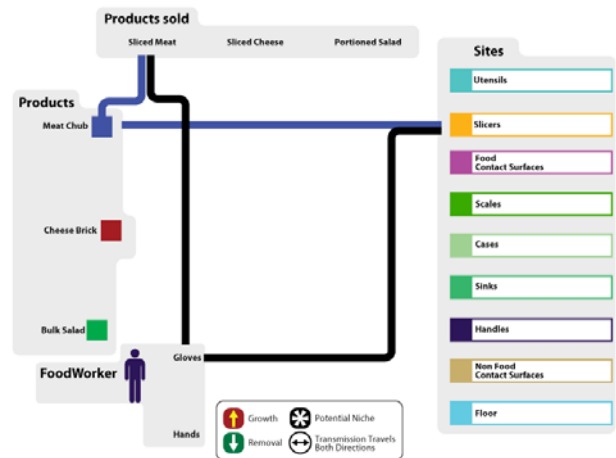 Products sold
Sliced Meat
Sliced Cheese
Portioned Salad
Sites
Utensils
Products
Meat Chub
Slicers
Food
Contact Surfaces
Scales
Cheese Brick
Cases
Sinks
Bulk Salad
Handles
FoodWorker
Gloves
Non Food
Contact Surfaces
Hands
Growth
Potential Niche
Removal
Transmission Travels
Both Directions
Floor